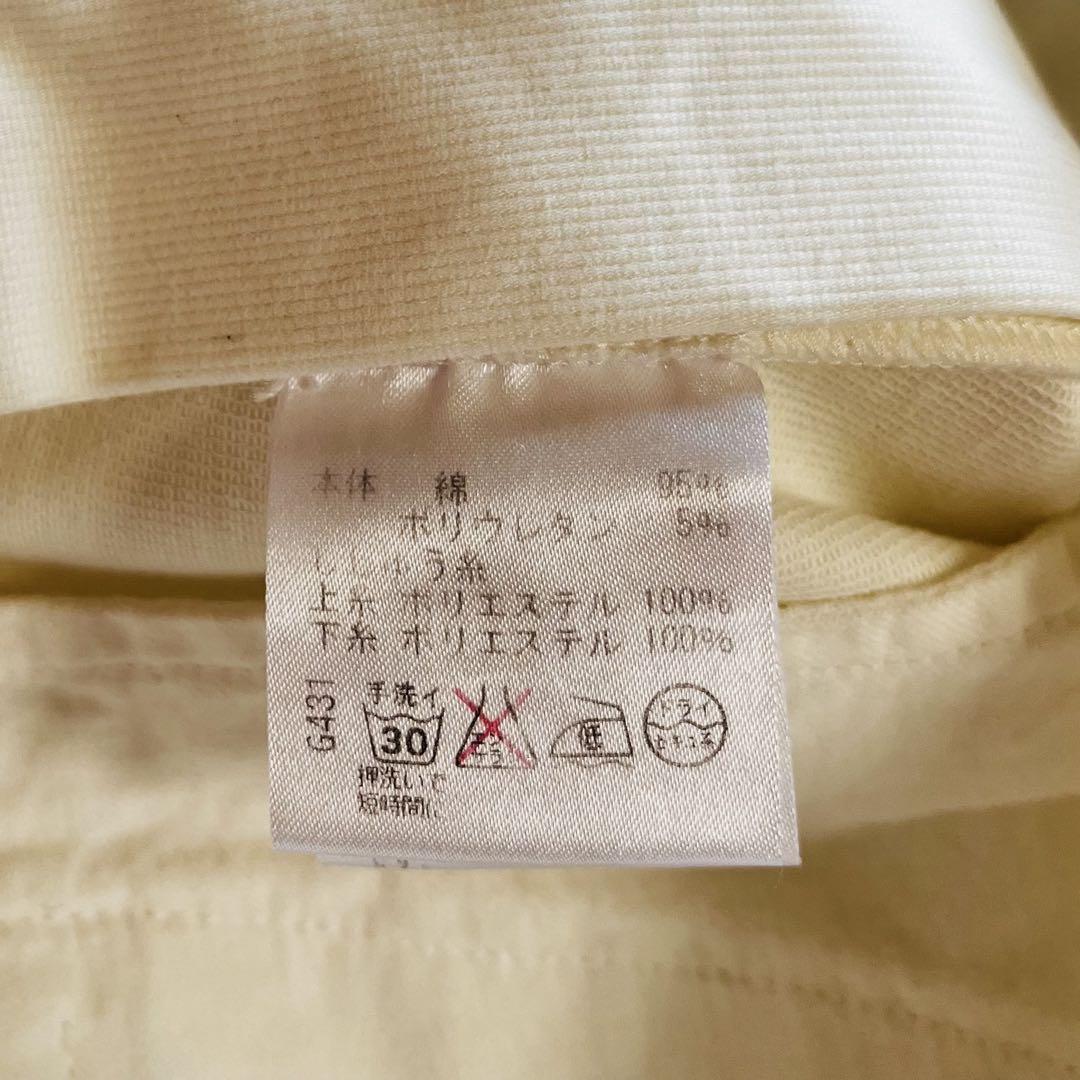 本体 綿 95%
ポリウレタン 5%
ししゅう糸
上糸 ポリエステル 100%
下糸 ポリエステル 100%
G431
手洗イ
30
低
ドライ
押洗いで
短時間に